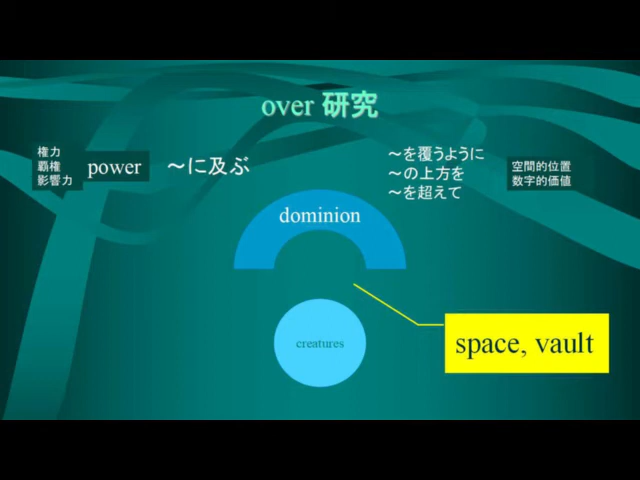 over 研究
権力
覇権
影響力
power
～に及ぶ
～を覆うように
～の上方を
～を超えて
空間的位置
数字的価値
dominion
creatures
space, vault